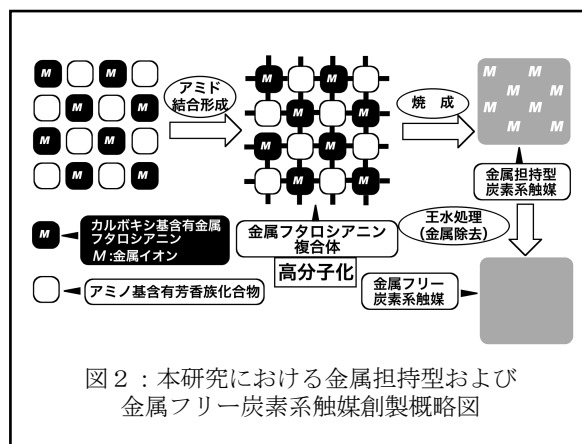 M M M M M M M M
アミド
結合形成
M M M M M M M M
焼 成
M M
M M
M M
M M
金属担持型
炭素系触媒
王水処理
(金属除去)
M
カルボキシ基含有金属
フタロシアニン
M:金属イオン
金属フタロシアニン
複合体
高分子化
アミノ基含有芳香族化合物
金属フリー
炭素系触媒
図2:本研究における金属担持型および
金属フリー炭素系触媒創製概略図